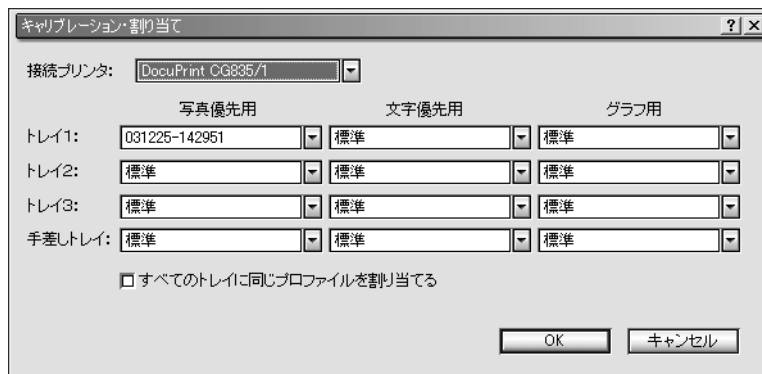 キャリブレーション・割り当て
接続プリンタ: DocuPrint CG835/1
写真優先用 文字優先用 グラフ用
トレイ1: 031225-142951 標準 標準
トレイ2: 標準 標準 標準
トレイ3: 標準 標準 標準
手差しトレイ: 標準 標準 標準
すべてのトレイに同じプロファイルを割り当てる
OK キャンセル